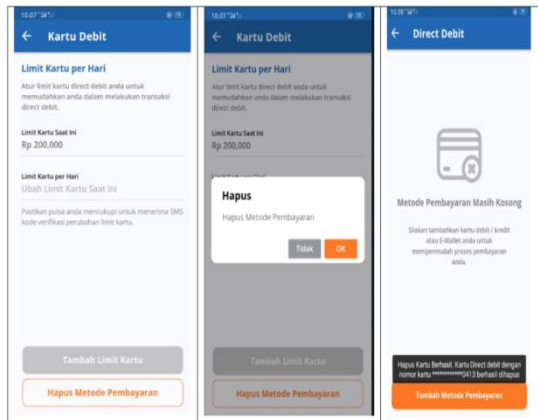 10.07
Kartu Debit
Limit Kartu per Hari
Atur limit kartu direct debit anda untuk
memudahkan anda dalam melakukan transaksi
direct debit.
Limit Kartu Saat Ini
Rp 200,000
Limit Kartu per Hari
Ubah Limit Kartu Saat Ini
Pastikan pulsa anda mencukupi untuk menerima SMS
kode verifikasi perubahan limit kartu.
Tambah Limit Kartu
Hapus Metode Pembayaran
10.07
Kartu Debit
Limit Kartu per Hari
Atur limit kartu direct debit anda untuk
memudahkan anda dalam melakukan transaksi
direct debit.
Limit Kartu Saat Ini
Rp 200,000
Hapus
Hapus Metode Pembayaran
Tidak
OK
Tambah Limit Kartu
Hapus Metode Pembayaran
10.08
Direct Debit
Metode Pembayaran Masih Kosong
Silakan tambahkan kartu debit / kredit
atau E-Wallet anda untuk
mempermudah proses pembayaran
anda.
Hapus Kartu Berhasil. Kartu Direct debit dengan
nomor kartu ************0413 berhasil dihapus
Tambah Metode Pembayaran